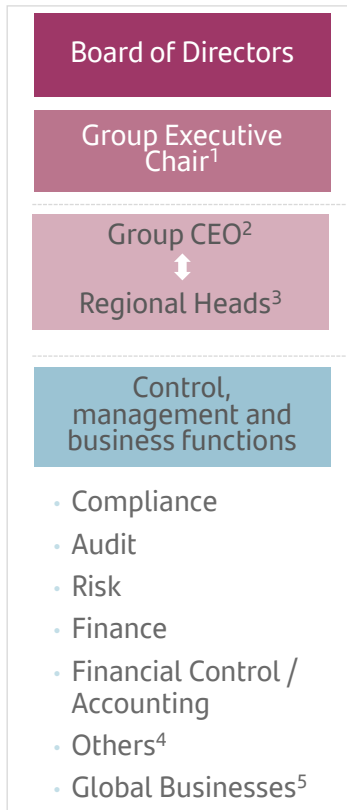 Board of Directors
Group Executive
Chair¹
Group CEO²
Regional Heads³
Control,
management and
business functions
• Compliance
• Audit
• Risk
• Finance
• Financial Control /
Accounting
• Others⁴
• Global Businesses⁵